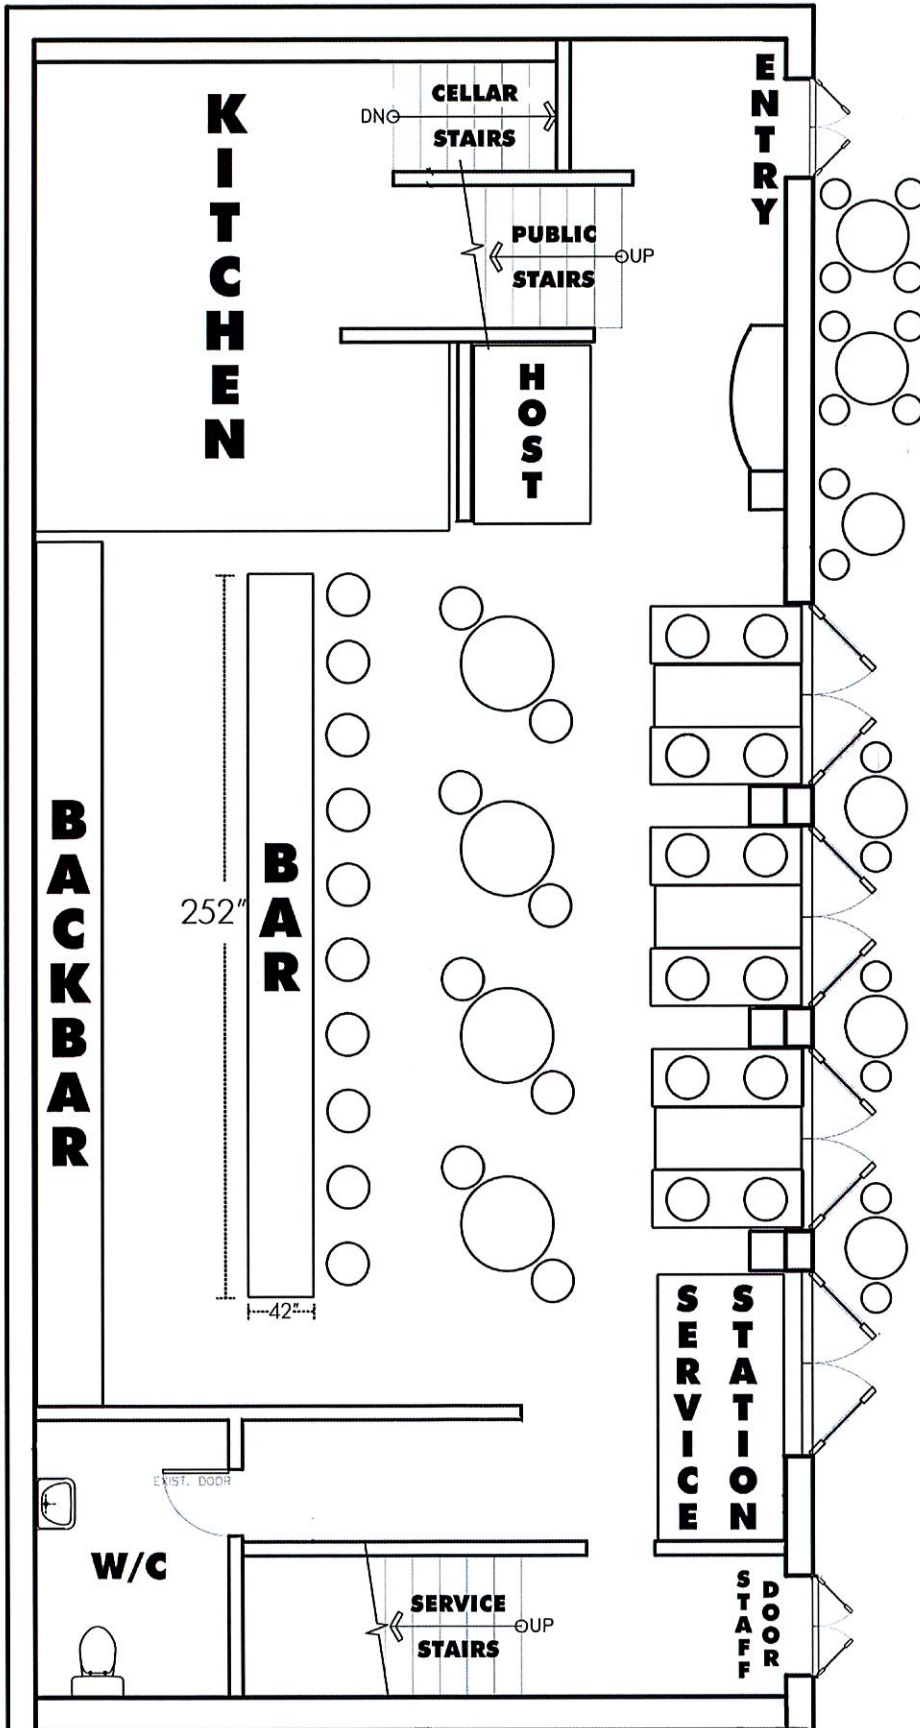 ENTRY
KITCHEN
CELLAR
DN
STAIRS
PUBLIC
UP
STAIRS
HOST
BACKBAR
252"
BAR
42"
SERVICE
STATION
EXIST. DOOR
W/C
SERVICE
UP
STAIRS
STAFF
DOOR